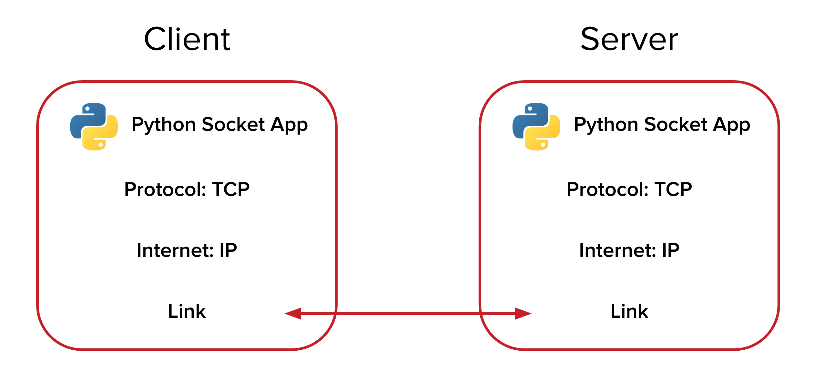 Client
Server
Python Socket App
Protocol: TCP
Internet: IP
Link
Python Socket App
Protocol: TCP
Internet: IP
Link